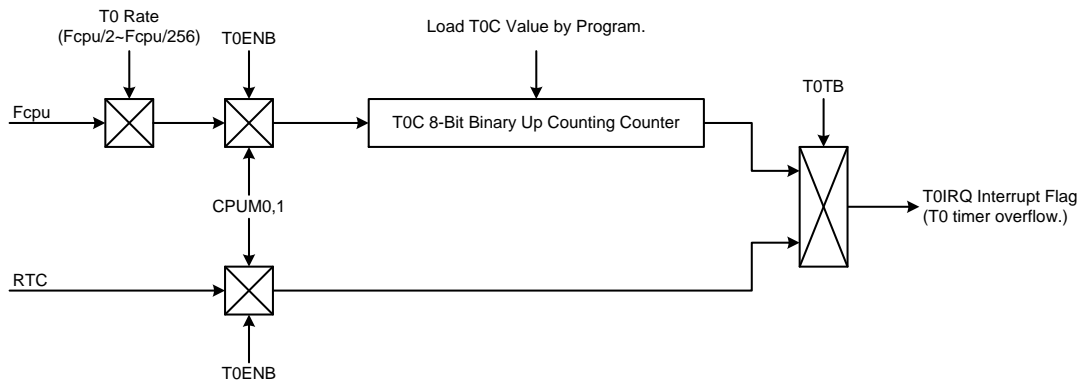 T0 Rate
(Fcpu/2~Fcpu/256)
T0ENB
Load T0C Value by Program.
T0TB
Fcpu
T0C 8-Bit Binary Up Counting Counter
CPUM0,1
T0IRQ Interrupt Flag
(T0 timer overflow.)
RTC
T0ENB